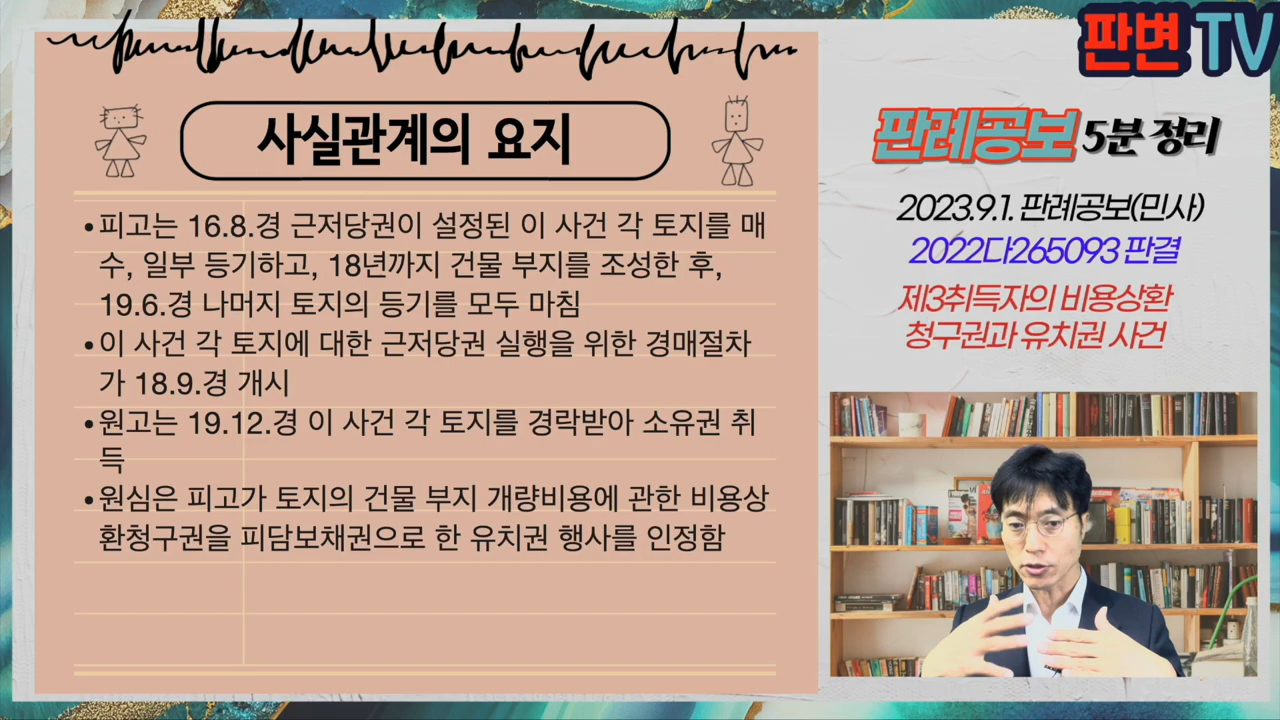 판변 TV
사실관계의 요지
•피고는 16.8.경 근저당권이 설정된 이 사건 각 토지를 매
수, 일부 등기하고, 18년까지 건물 부지를 조성한 후,
19.6.경 나머지 토지의 등기를 모두 마침
•이 사건 각 토지에 대한 근저당권 실행을 위한 경매절차
가 18.9.경 개시
•원고는 19.12.경 이 사건 각 토지를 경락받아 소유권 취
득
•원심은 피고가 토지의 건물 부지 개량비용에 관한 비용상
환청구권을 피담보채권으로 한 유치권 행사를 인정함
판례공보 5분 정리
2023.9.1. 판례공보(민사)
2022다265093 판결
제3취득자의 비용상환
청구권과 유치권 사건